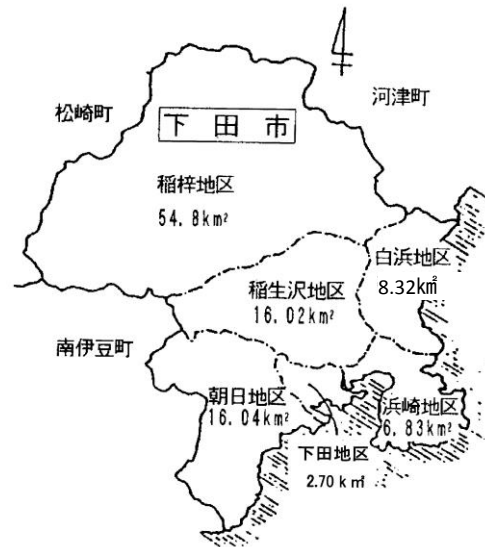 河津町
松崎町
下田市
稲梓地区
54.8km²
白浜地区
8.32㎢
稲生沢地区
16.02km²
南伊豆町
朝日地区
16.04km²
浜崎地区
6.83km²
下田地区
2.70 k㎡